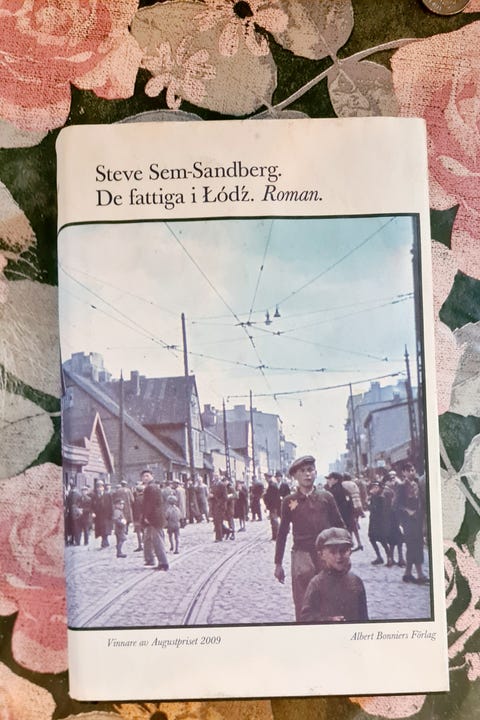 Steve Sem-Sandberg.
De fattiga i Łódź. Roman.
Vinnare av Augustpriset 2009
Albert Bonniers Förlag